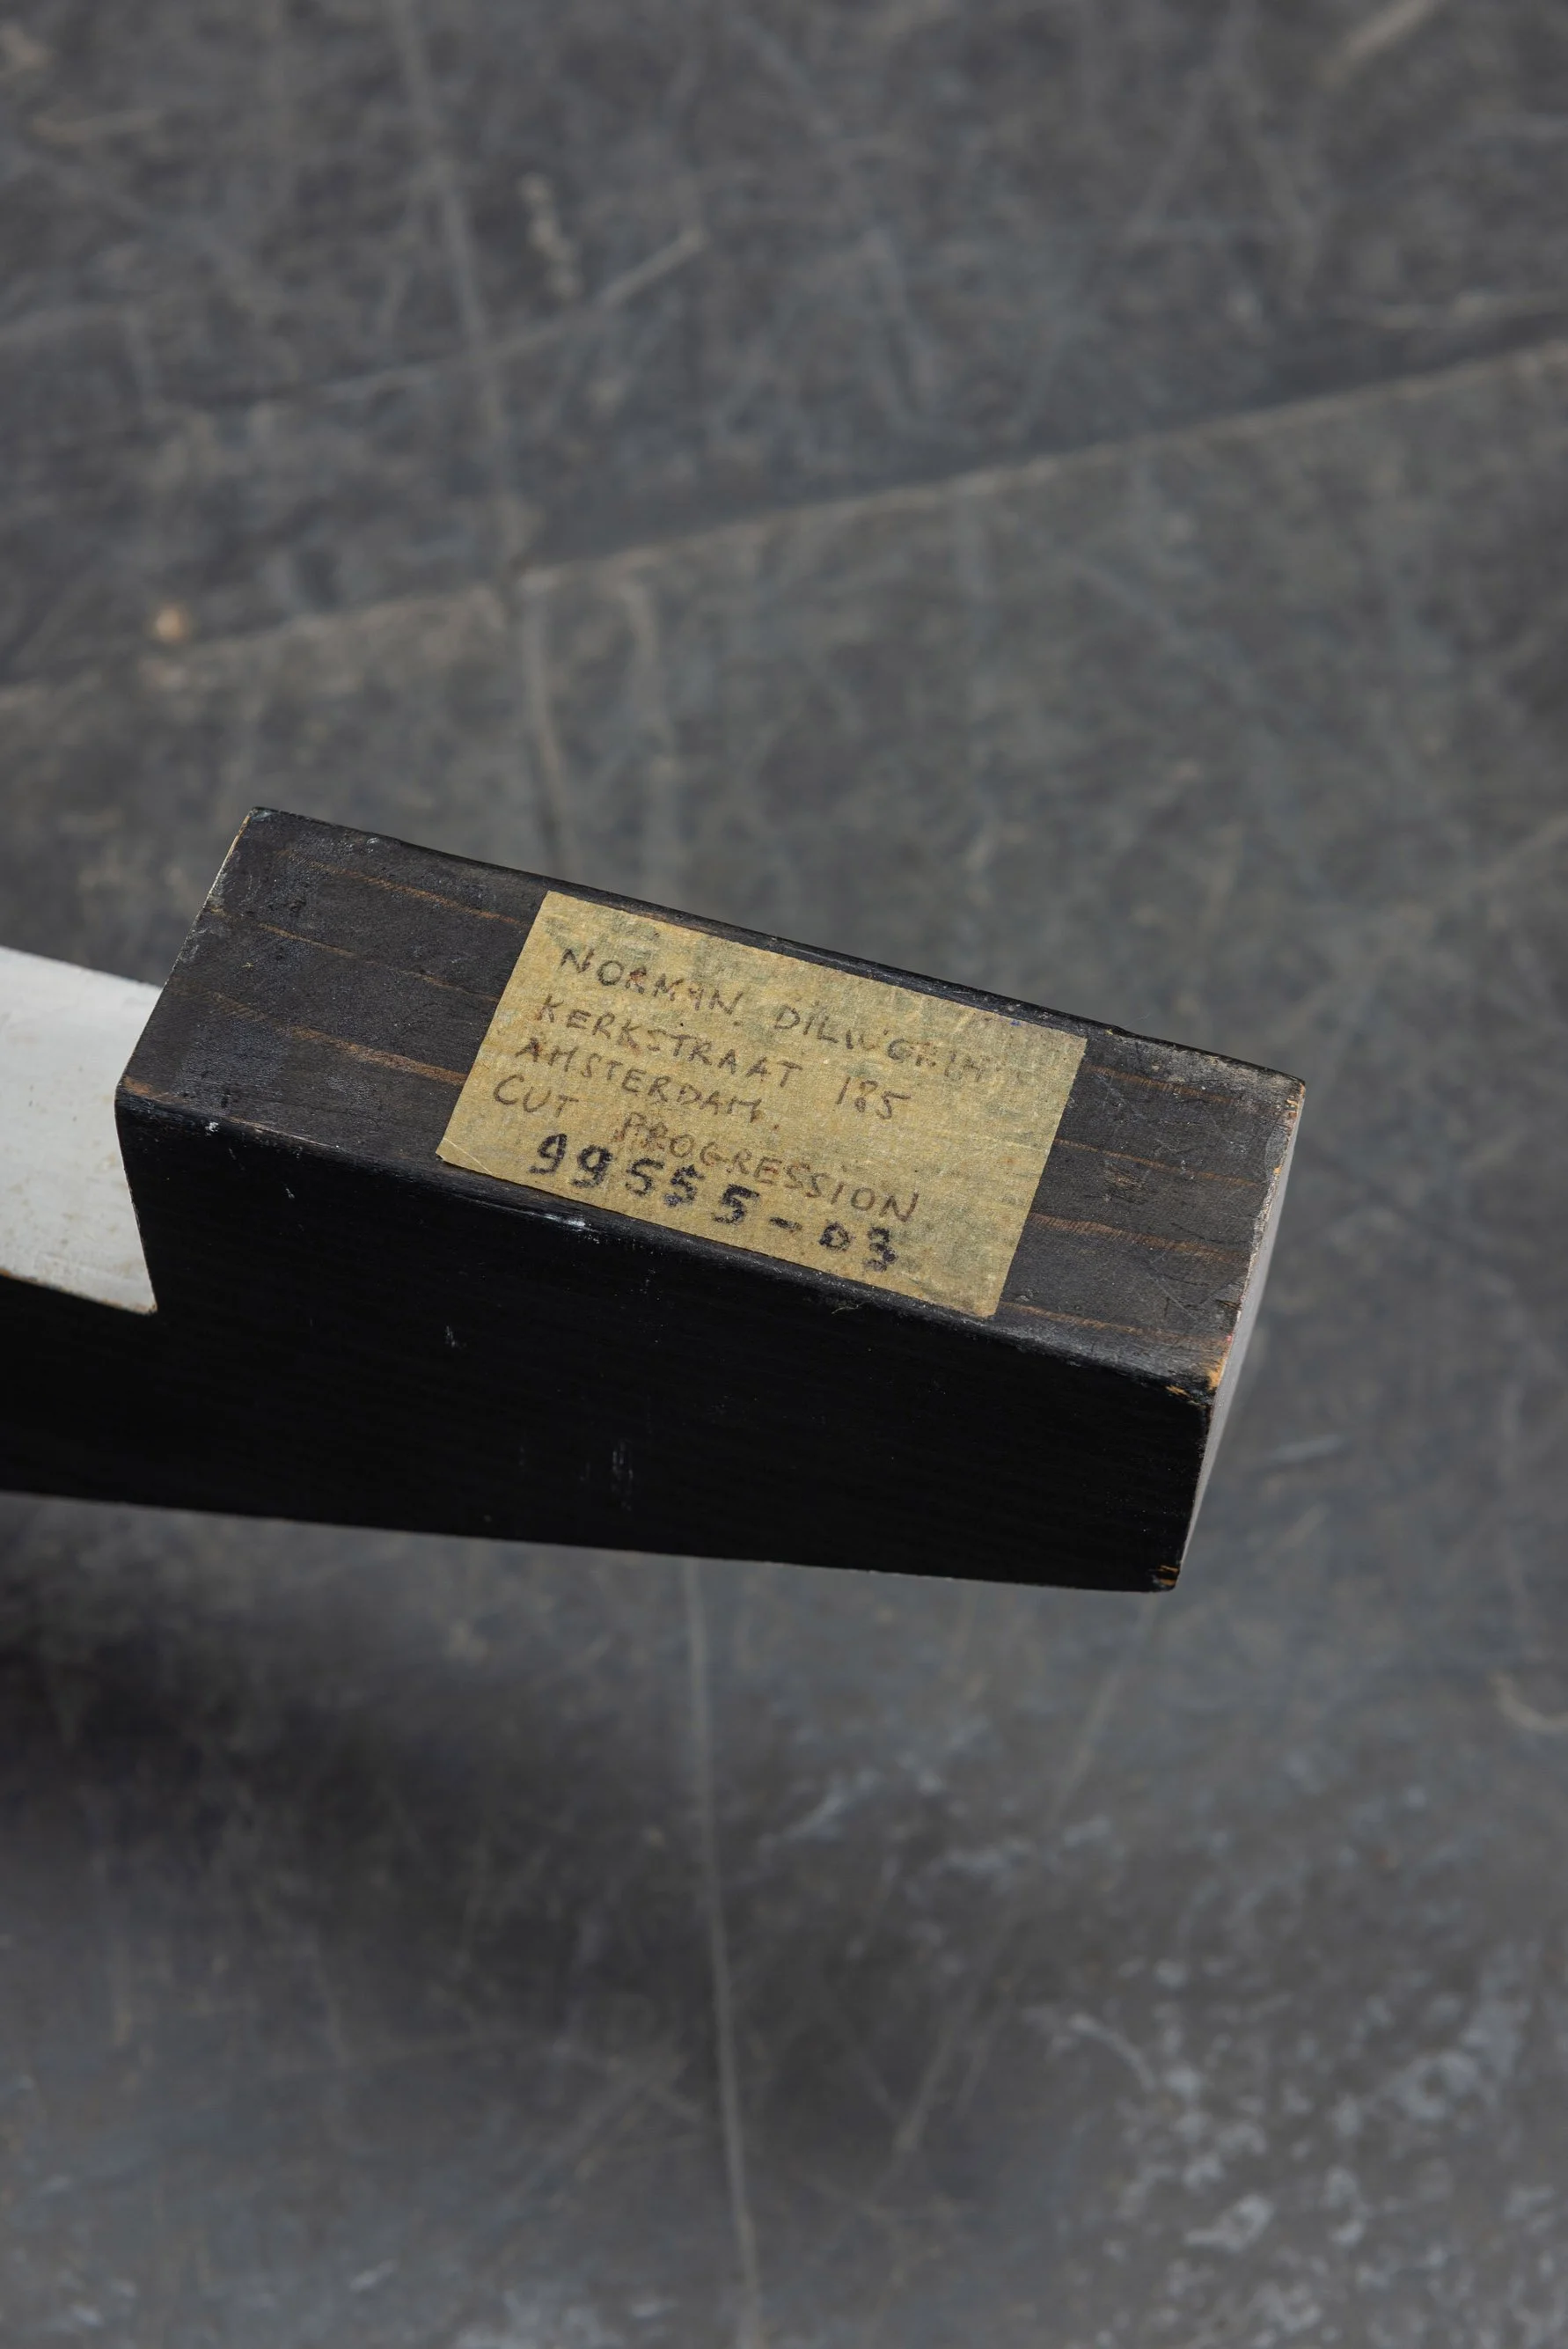 NORMAN. DILWORTH
KERKSTRAAT 185
AMSTERDAM.
CUT PROGRESSION
99555-03